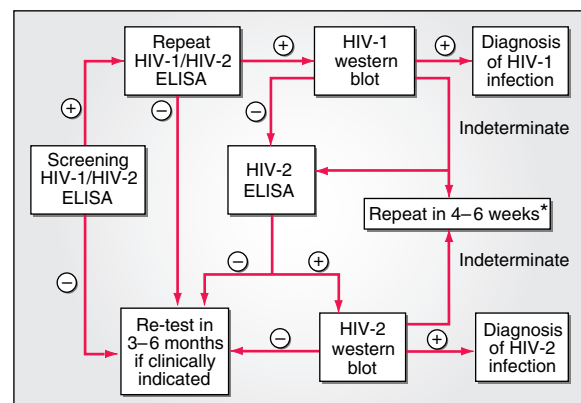 Repeat
HIV-1/HIV-2
ELISA
+
HIV-1
western
blot
+
Diagnosis
of HIV-1
infection
+
−
−
Indeterminate
Screening
HIV-1/HIV-2
ELISA
HIV-2
ELISA
Repeat in 4–6 weeks*
−
−
+
Indeterminate
Re-test in
3–6 months
if clinically
indicated
−
HIV-2
western
blot
+
Diagnosis
of HIV-2
infection